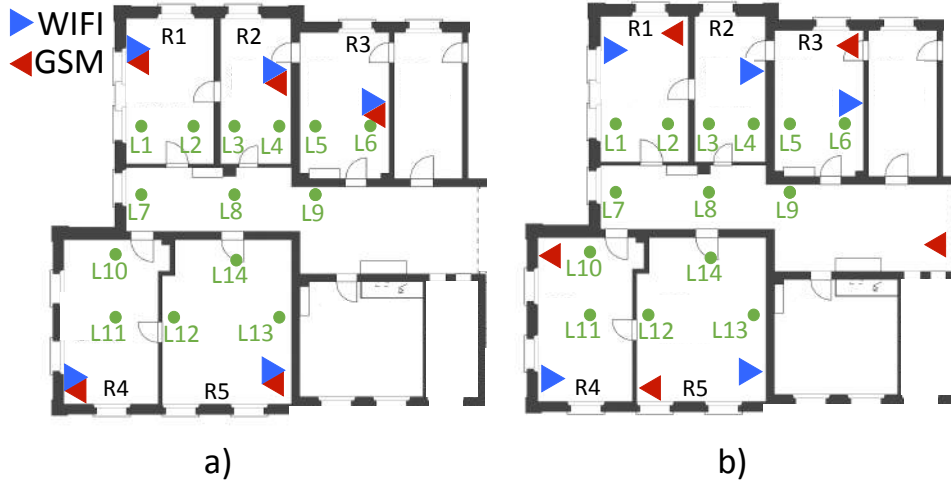 WIFI
GSM
R1 R2 R3
L1 L2 L3 L4 L5 L6
L7 L8 L9
L10 L14
L11 L12 L13
R4 R5
a)
R1 R2 R3
L1 L2 L3 L4 L5 L6
L7 L8 L9
L10 L14
L11 L12 L13
R4 R5
b)